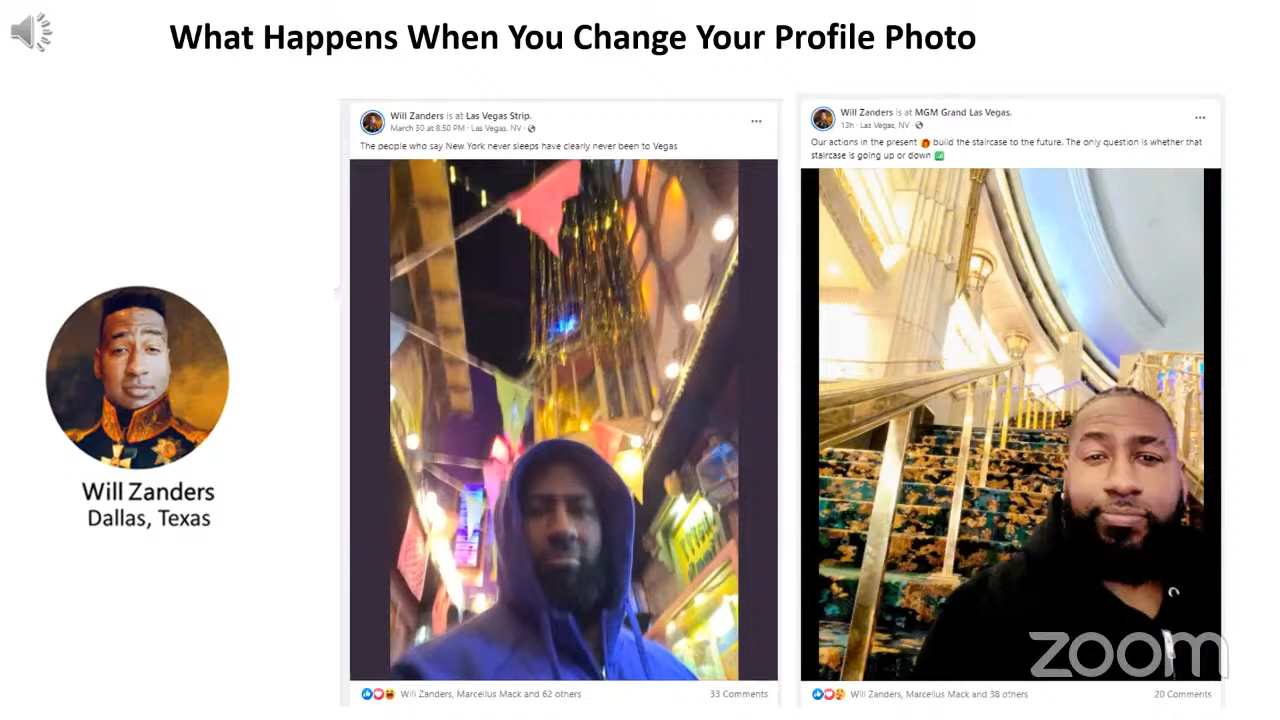 What Happens When You Change Your Profile Photo
Will Zanders
Dallas, Texas
Will Zanders is at Las Vegas Strip.
March 30 at 8:50 PM · Las Vegas, NV ·
The people who say New York never sleeps have clearly never been to Vegas
Will Zanders, Marcellus Mack and 62 others
33 Comments
Will Zanders is at MGM Grand Las Vegas.
13h · Las Vegas, NV ·
Our actions in the present build the staircase to the future. The only question is whether that
staircase is going up or down
Will Zanders, Marcellus Mack and 38 others
20 Comments
zoom